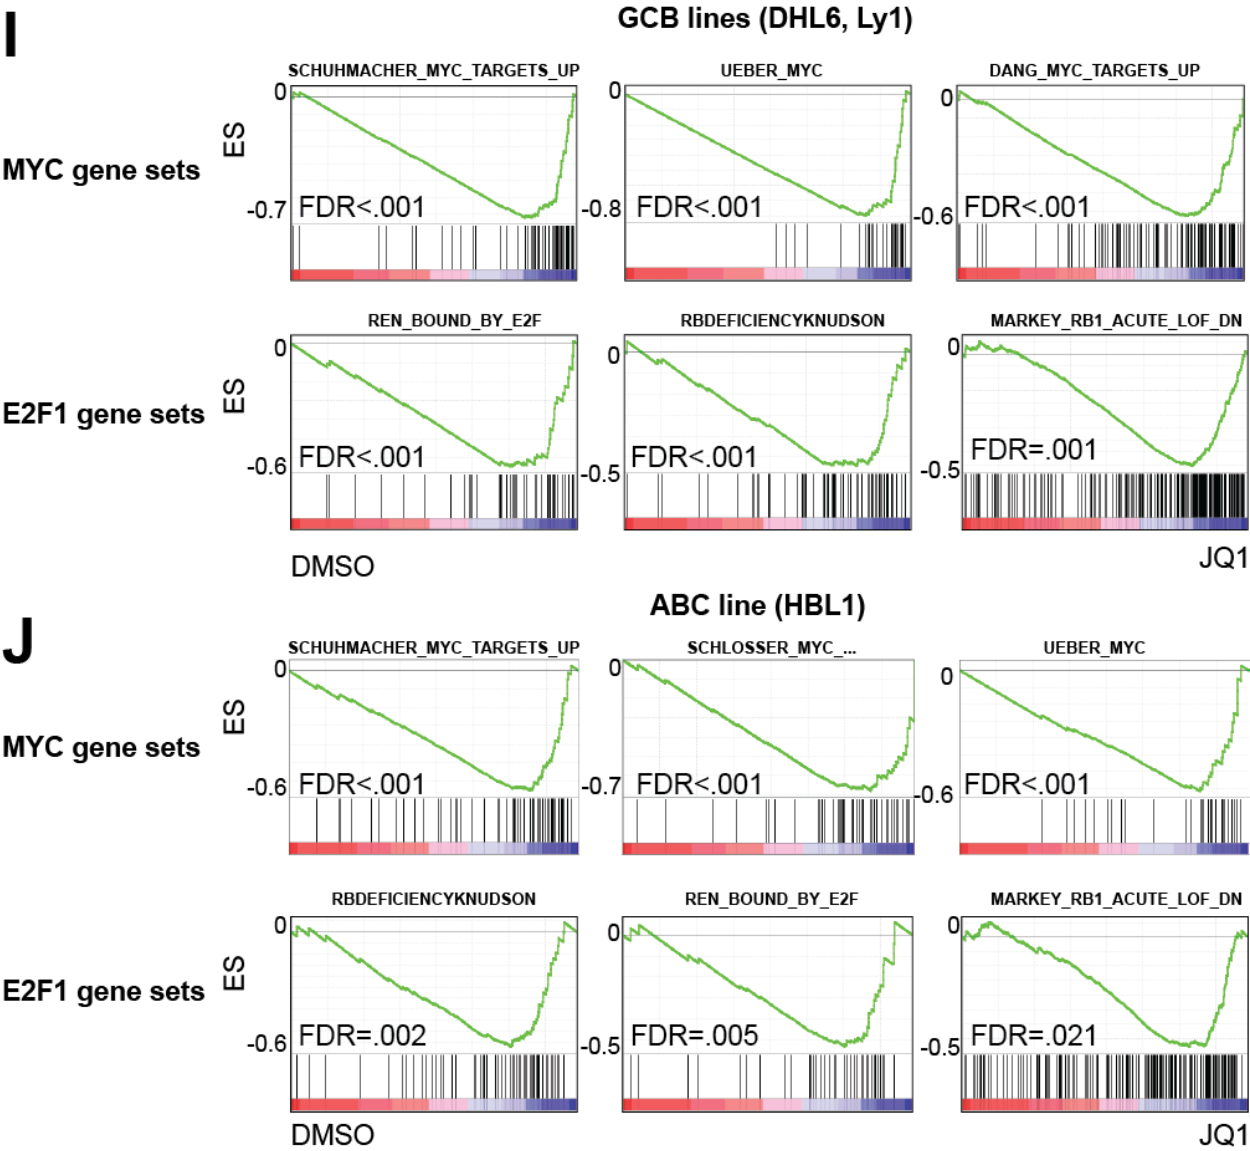 I
GCB lines (DHL6, Ly1)
SCHUHMACHER_MYC_TARGETS_UP
UEBER_MYC
DANG_MYC_TARGETS_UP
MYC gene sets
ES
0
-0.7
FDR<.001
0
-0.8
FDR<.001
0
-0.6
FDR<.001
REN_BOUND_BY_E2F
RBDEFICIENCYKNUDSON
MARKEY_RB1_ACUTE_LOF_DN
E2F1 gene sets
ES
0
-0.6
FDR<.001
0
-0.5
FDR<.001
0
-0.5
FDR=.001
DMSO
JQ1
J
ABC line (HBL1)
SCHUHMACHER_MYC_TARGETS_UP
SCHLOSSER_MYC_...
UEBER_MYC
MYC gene sets
ES
0
-0.6
FDR<.001
0
-0.7
FDR<.001
0
-0.6
FDR<.001
RBDEFICIENCYKNUDSON
REN_BOUND_BY_E2F
MARKEY_RB1_ACUTE_LOF_DN
E2F1 gene sets
ES
0
-0.6
FDR=.002
0
-0.5
FDR=.005
0
-0.5
FDR=.021
DMSO
JQ1